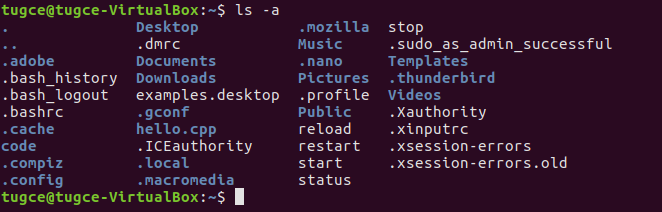 tugce@tugce-VirtualBox:~$ ls -a
. Desktop .mozilla stop
.. .dmrc Music .sudo_as_admin_successful
.adobe Documents .nano Templates
.bash_history Downloads Pictures .thunderbird
.bash_logout examples.desktop .profile Videos
.bashrc .gconf Public .Xauthority
.cache hello.cpp reload .xinputrc
code .ICEauthority restart .xsession-errors
.compiz .local start .xsession-errors.old
.config .macromedia status
tugce@tugce-VirtualBox:~$